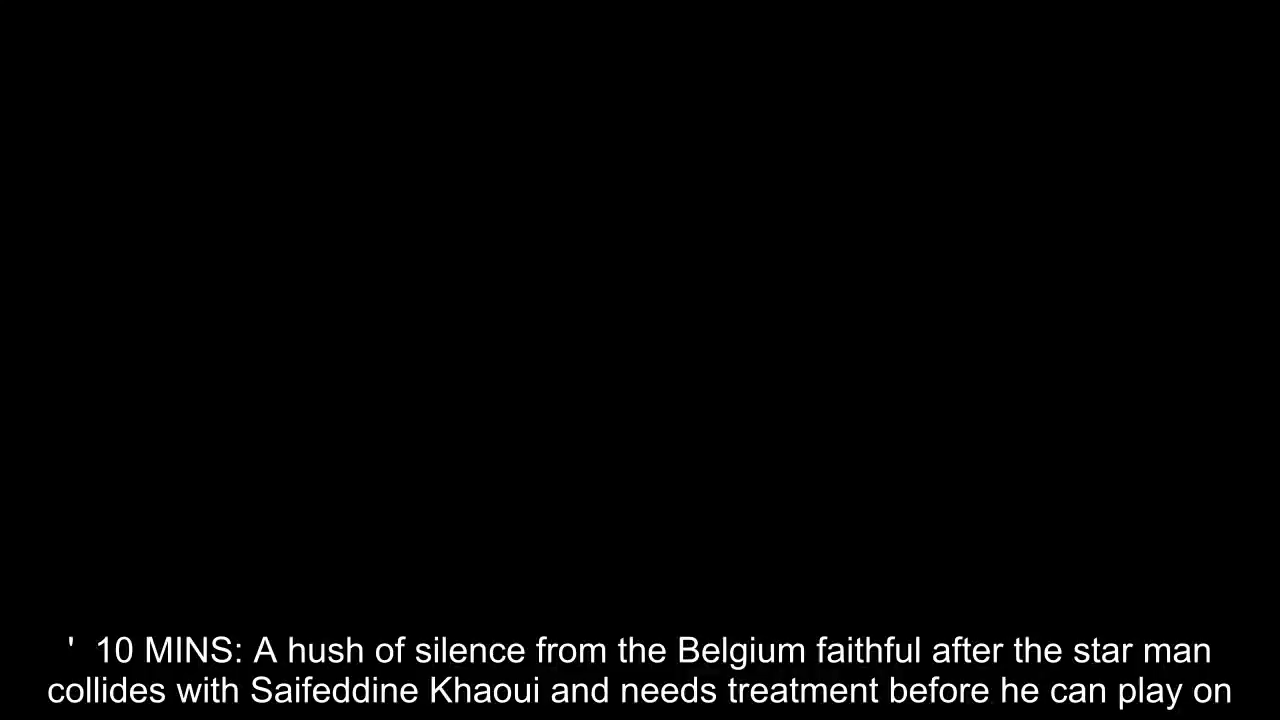 ' 10 MINS: A hush of silence from the Belgium faithful after the star man
collides with Saifeddine Khaoui and needs treatment before he can play on